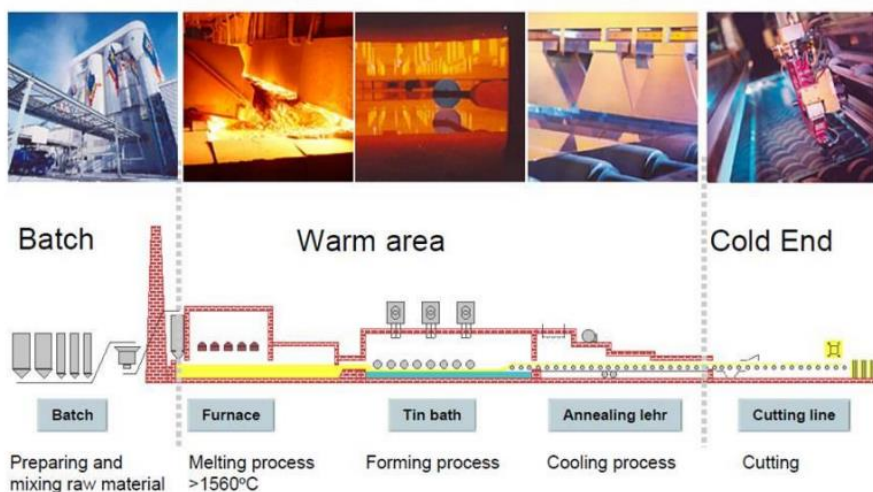 Batch
Warm area
Cold End
Batch
Furnace
Tin bath
Annealing lehr
Cutting line
Preparing and
mixing raw material
Melting process
>1560ºC
Forming process
Cooling process
Cutting